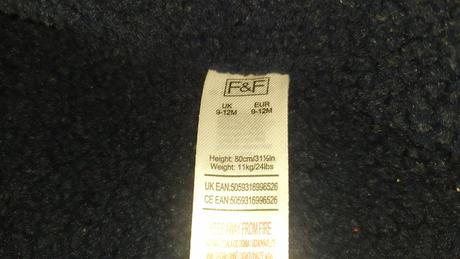 F&F
UK EUR
9-12M 9-12M
Height: 80cm/31½in
Weight: 11kg/24lbs
UK EAN:5059316996526
CE EAN:5059316996526
KEEP AWAY FROM FIRE